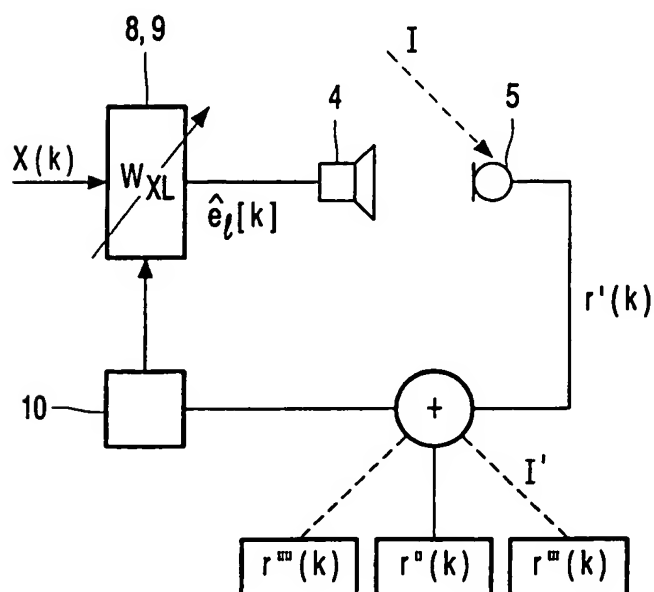 8, 9
I
4
5
X(k)
W_XL
ê_ℓ[k]
r'(k)
10
+
I'
r''''(k)
r''(k)
r'''(k)